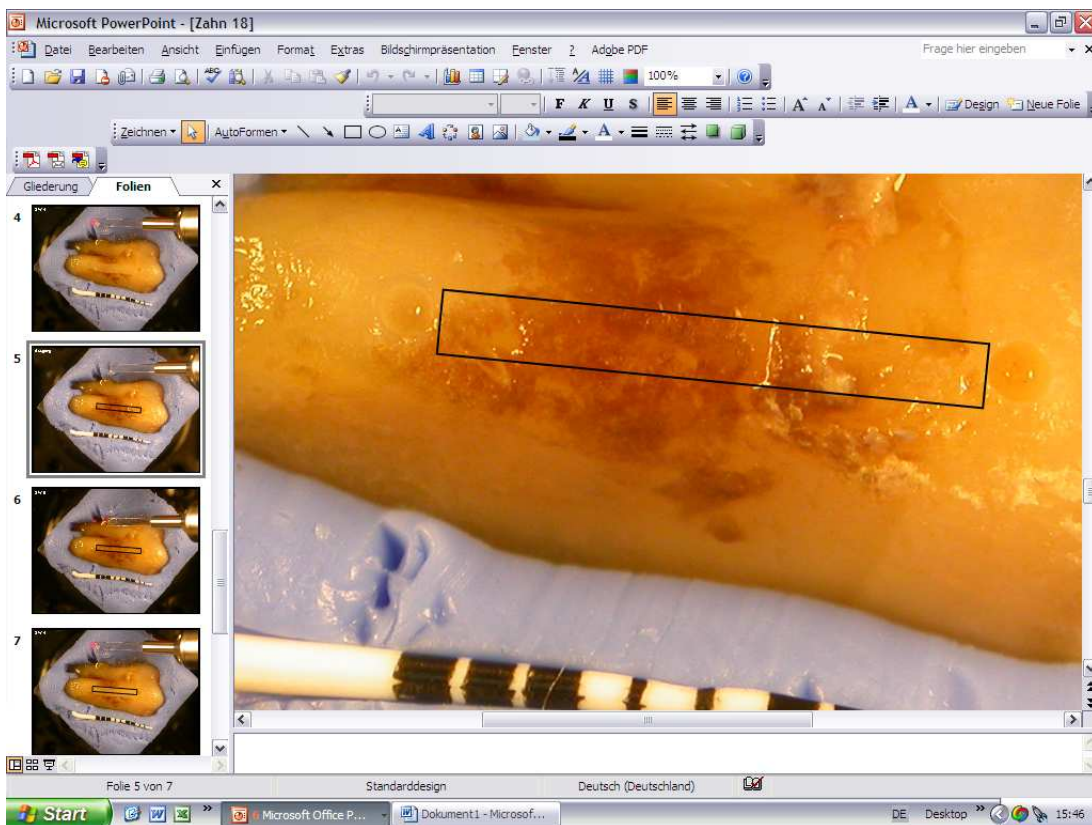 Microsoft PowerPoint - [Zahn 18]
Datei Bearbeiten Ansicht Einfügen Format Extras Bildschirmpräsentation Fenster ? Adobe PDF Frage hier eingeben
100%
F K U S Design Neue Folie
Zeichnen AutoFormen
Gliederung Folien
4
5
6
7
Folie 5 von 7 Standarddesign Deutsch (Deutschland)
Start 6 Microsoft Office P... Dokument1 - Microsof... DE Desktop 15:46